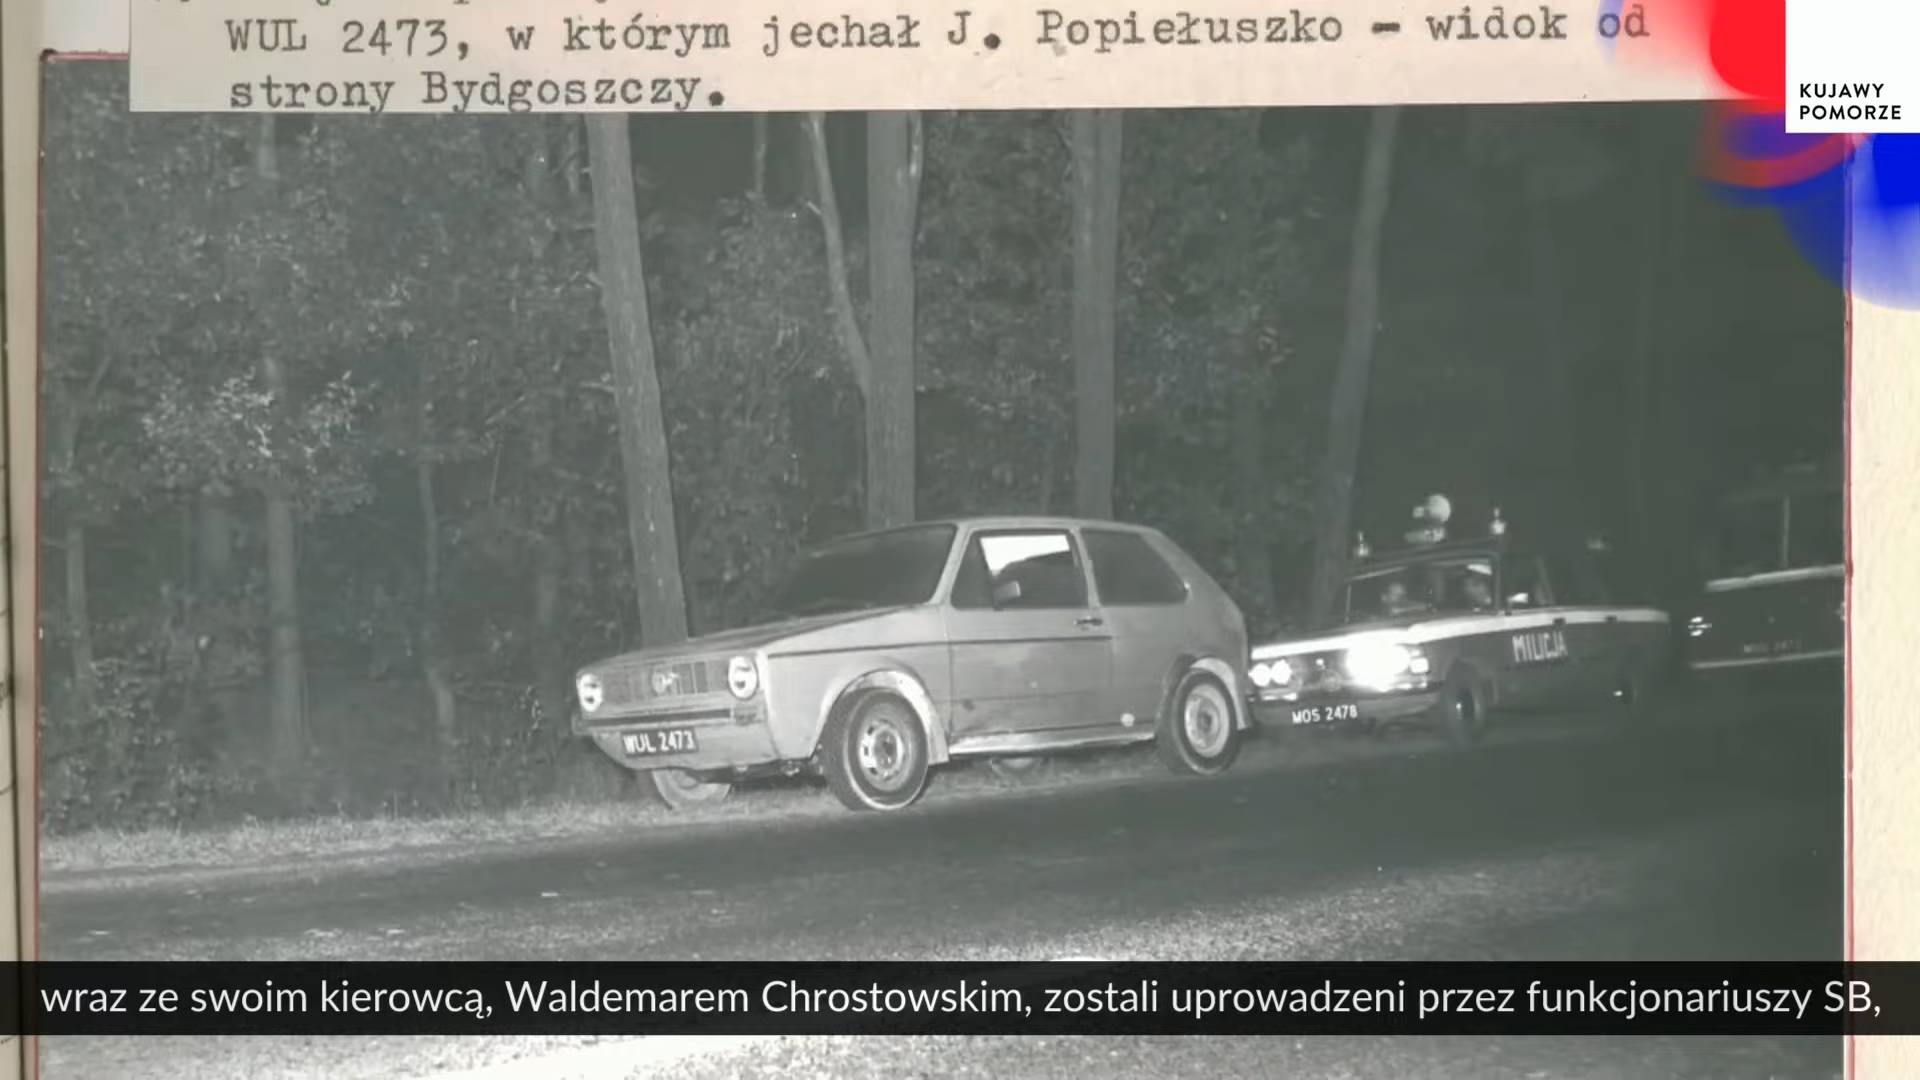 WUL 2473, w którym jechał J. Popiełuszko - widok od
strony Bydgoszczy.
KUJAWY
POMORZE
MILICJA
MOS 2478
WUL 2473
wraz ze swoim kierowcą, Waldemarem Chrostowskim, zostali uprowadzeni przez funkcjonariuszy SB,